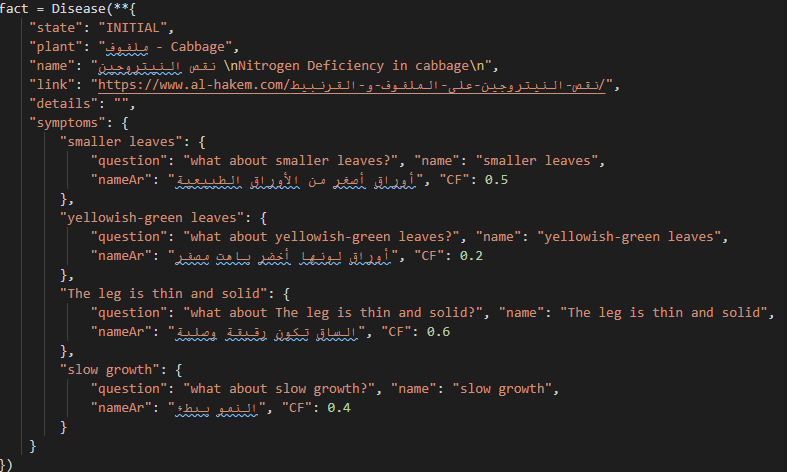 fact = Disease(**{
"state": "INITIAL",
"plant": "ملفوف - Cabbage",
"name": "نقص النيتروجين \nNitrogen Deficiency in cabbage\n",
"link": "https://www.al-hakem.com/نقص-النيتروجين-على-الملفوف-و-القرنبيط/",
"details": "",
"symptoms": {
"smaller leaves": {
"question": "what about smaller leaves?", "name": "smaller leaves",
"nameAr": "أوراق أصغر من الأوراق الطبيعية", "CF": 0.5
},
"yellowish-green leaves": {
"question": "what about yellowish-green leaves?", "name": "yellowish-green leaves",
"nameAr": "أوراق لونها أخضر باهت مصفر", "CF": 0.2
},
"The leg is thin and solid": {
"question": "what about The leg is thin and solid?", "name": "The leg is thin and solid",
"nameAr": "الساق تكون رقيقة وصلبة", "CF": 0.6
},
"slow growth": {
"question": "what about slow growth?", "name": "slow growth",
"nameAr": "النمو ببطئ", "CF": 0.4
}
}
})